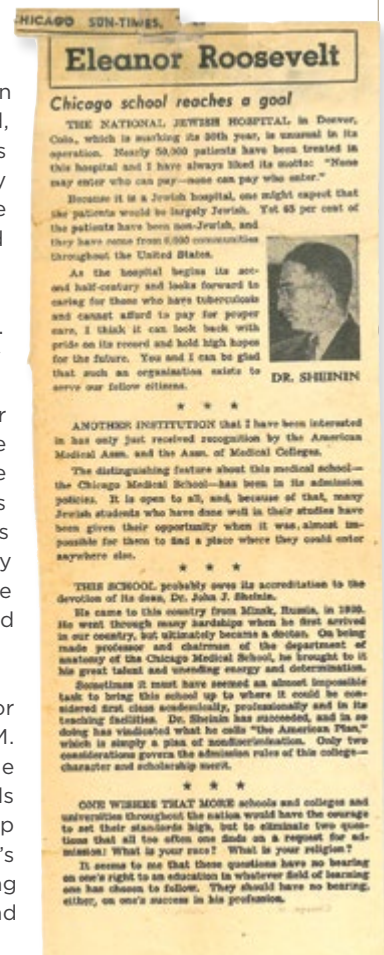 CHICAGO SUN-TIMES,
Eleanor Roosevelt
Chicago school reaches a goal
THE NATIONAL JEWISH HOSPITAL in Denver,
Colo., which is marking its 50th year, is unusual in its
operation. Nearly 50,000 patients have been treated in
this hospital and I have always liked its motto: "None
may enter who can pay—none can pay who enter."
Because it is a Jewish hospital, one might expect that
the patients would be largely Jewish. Yet 65 per cent of
the patients have been non-Jewish, and
they have come from communities
throughout the United States.
As the hospital begins its sec-
ond half-century and looks forward to
caring for those who have tuberculosis
and cannot afford to pay for proper
care, I think it can look back with
pride on its record and hold high hopes
for the future. You and I can be glad
that such an organization exists to
serve our fellow citizens.
DR. SHEININ
* * *
ANOTHER INSTITUTION that I have been interested
in has only just received recognition by the American
Medical Assn. and the Assn. of Medical Colleges.
The distinguishing feature about this medical school—
the Chicago Medical School—has been in its admission
policies. It is open to all, and, because of that, many
Jewish students who have done well in their studies have
been given their opportunity when it was almost im-
possible for them to find a place where they could enter
anywhere else.
* * *
THIS SCHOOL probably owes its accreditation to the
devotion of its dean, Dr. John J. Sheinin.
He came to this country from Minsk, Russia, in
He went through many hardships when he first arrived
in our country, but ultimately became a doctor. On being
made professor and chairman of the department of
anatomy of the Chicago Medical School, he brought to it
his great talent and unending energy and determination.
Sometimes it must have seemed an almost impossible
task to bring this school up to where it could be con-
sidered first class academically, professionally and in its
teaching facilities. Dr. Sheinin has succeeded, and in so
doing has vindicated what he calls "the American Plan,"
which is simply a plan of nondiscrimination. Only two
considerations govern the admission rules of this college—
character and scholarship merit.
* * *
ONE WISHES THAT MORE schools and colleges and
universities throughout the nation would have the courage
to set their standards high, but to eliminate two ques-
tions that all too often one finds on a request for ad-
mission: What is your race? What is your religion?
It seems to me that these questions have no bearing
on one's right to an education in whatever field of learning
one has chosen to follow. They should have no bearing,
either, on one's success in his profession.